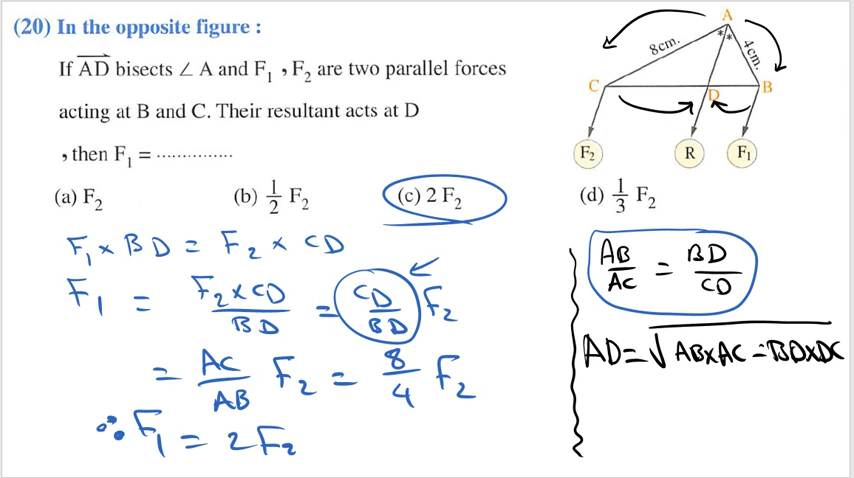 (20) In the opposite figure :
If AD bisects ∠ A and F₁ , F₂ are two parallel forces
acting at B and C. Their resultant acts at D
, then F₁ = ...............
(a) F₂ (b) 1/2 F₂ (c) 2 F₂ (d) 1/3 F₂
A
8cm.
4cm.
**
C
D
B
F₂
R
F₁
F₁ × BD = F₂ × CD
F₁ = F₂×CD / BD = CD/BD F₂
= AC/AB F₂ = 8/4 F₂
∴ F₁ = 2F₂
AB/AC = BD/CD
AD = √AB×AC - BD×DC